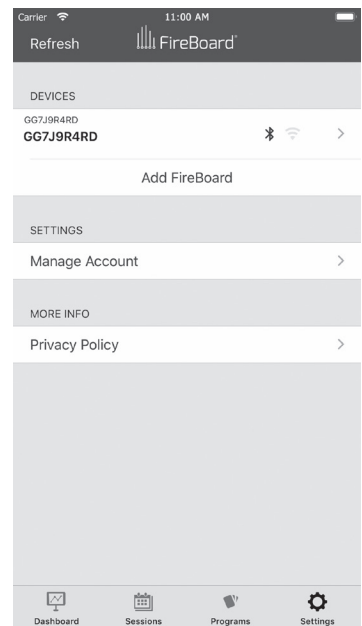 Carrier 11:00 AM
Refresh FireBoard™
DEVICES
GG7J9R4RD
GG7J9R4RD
Add FireBoard
SETTINGS
Manage Account
MORE INFO
Privacy Policy
Dashboard Sessions Programs Settings